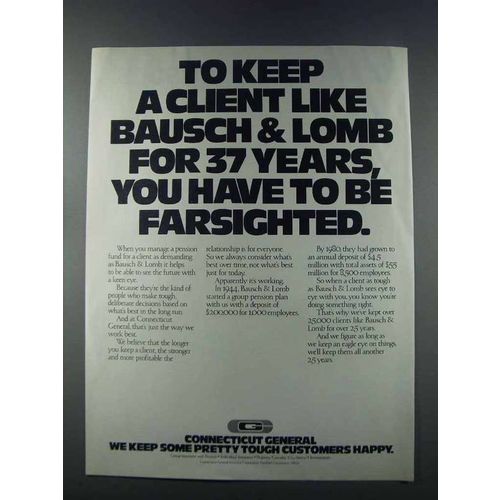 TO KEEP
A CLIENT LIKE
BAUSCH & LOMB
FOR 37 YEARS,
YOU HAVE TO BE
FARSIGHTED.
When you manage a pension
fund for a client as demanding
as Bausch & Lomb it helps
to be able to see the future with
a keen eye.
Because they're the kind of
people who make tough,
deliberate decisions based on
what's best in the long run.
And at Connecticut
General, that's just the way we
work best.
We believe that the longer
you keep a client, the stronger
and more profitable the
relationship is for everyone.
So we always consider what's
best over time, not what's best
just for today.
Apparently it's working.
In 1944, Bausch & Lomb
started a group pension plan
with us with a deposit of
$200,000 for 1,000 employees.
By 1980, they had grown to
an annual deposit of $4.5
million with total assets of $55
million for 8,500 employees.
So when a client as tough
as Bausch & Lomb sees eye to
eye with you, you know you're
doing something right.
That's why we've kept over
25,000 clients like Bausch &
Lomb for over 25 years.
And we figure as long as
we keep an eagle eye on things,
we'll keep them all another
25 years.
CONNECTICUT GENERAL
WE KEEP SOME PRETTY TOUGH CUSTOMERS HAPPY.